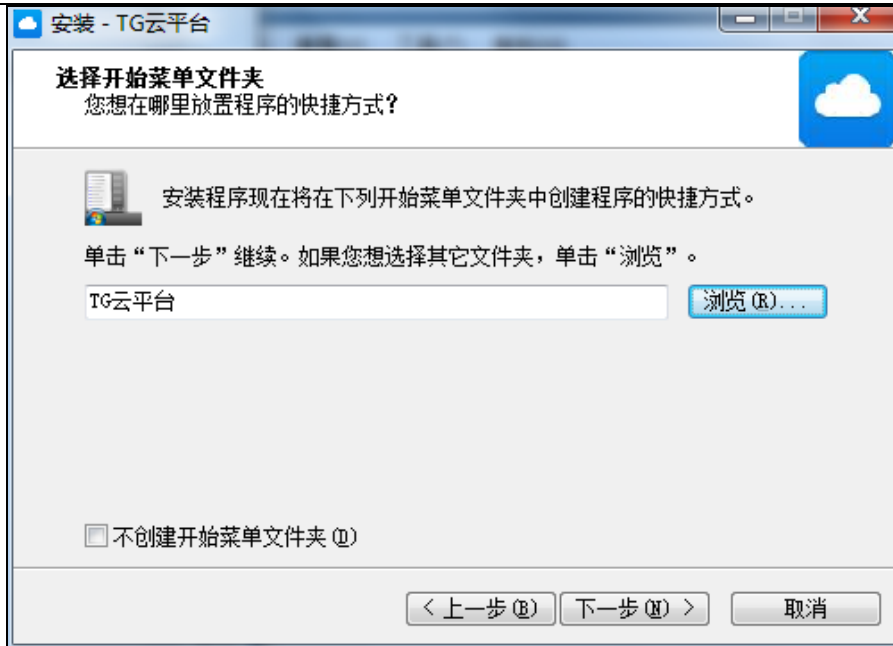 安装 - TG云平台
选择开始菜单文件夹
您想在哪里放置程序的快捷方式?
安装程序现在将在下列开始菜单文件夹中创建程序的快捷方式。
单击“下一步”继续。如果您想选择其它文件夹，单击“浏览”。
TG云平台
浏览(R)...
不创建开始菜单文件夹(D)
< 上一步(B)
下一步(N) >
取消